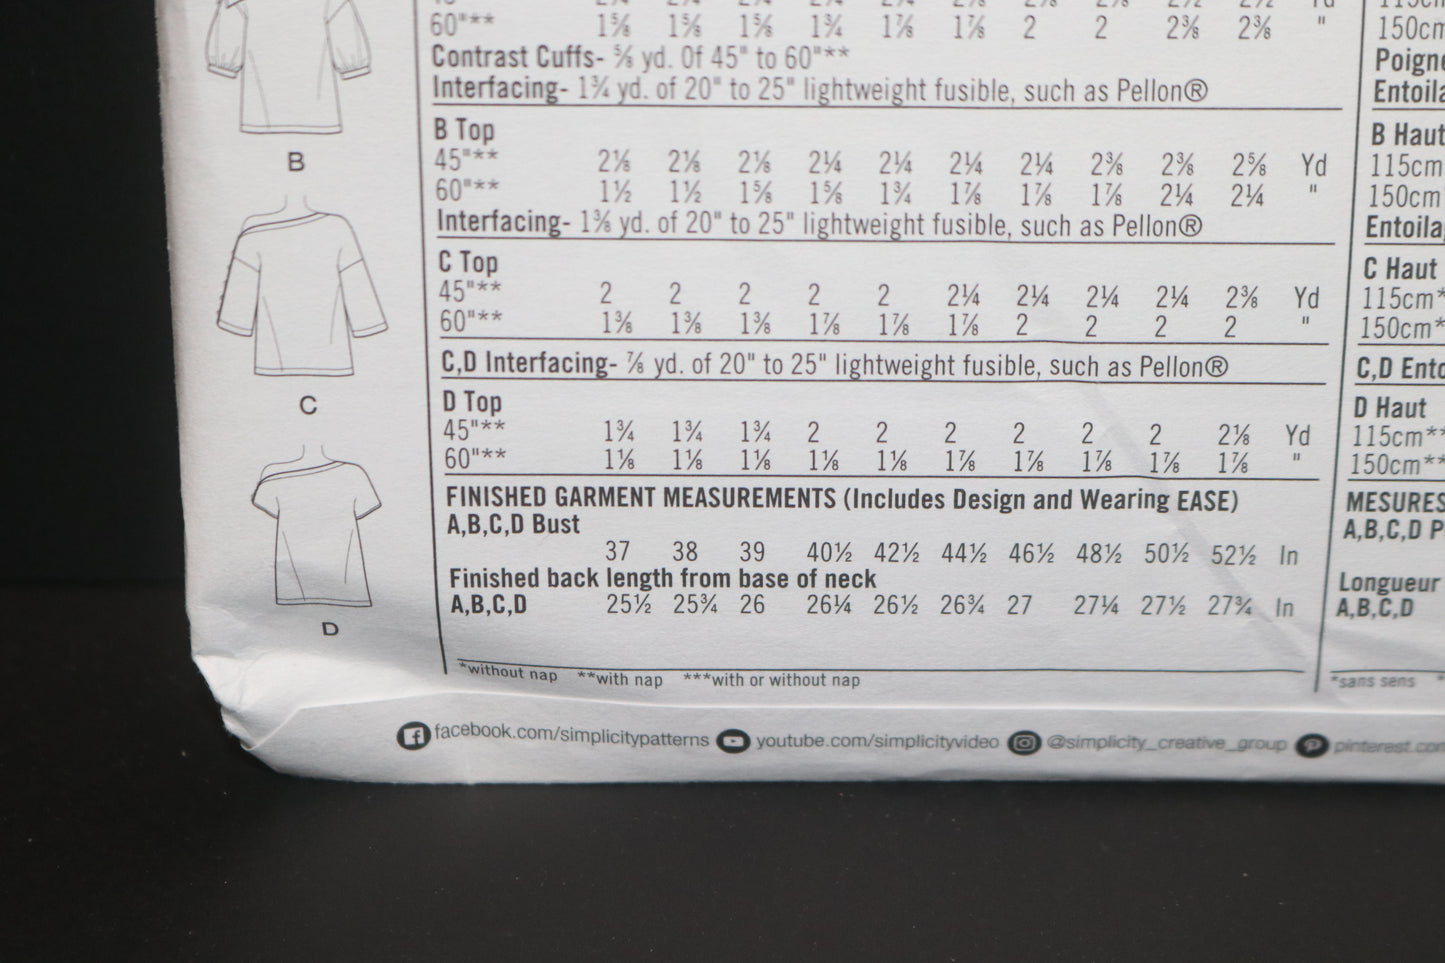 60"** 1⅝ 1⅝ 1⅝ 1¾ 1⅞ 1⅞ 2 2 2⅜ 2⅜ "
Contrast Cuffs- ⅝ yd. Of 45" to 60"**
Interfacing- 1¾ yd. of 20" to 25" lightweight fusible, such as Pellon®
B Top
45"** 2⅛ 2⅛ 2⅛ 2¼ 2¼ 2¼ 2¼ 2⅜ 2⅜ 2⅝ Yd
60"** 1½ 1½ 1⅝ 1⅝ 1¾ 1⅞ 1⅞ 1⅞ 2¼ 2¼ "
Interfacing- 1⅜ yd. of 20" to 25" lightweight fusible, such as Pellon®
C Top
45"** 2 2 2 2 2 2¼ 2¼ 2¼ 2¼ 2⅜ Yd
60"** 1⅜ 1⅜ 1⅜ 1⅞ 1⅞ 1⅞ 2 2 2 2 "
C,D Interfacing- ⅞ yd. of 20" to 25" lightweight fusible, such as Pellon®
D Top
45"** 1¾ 1¾ 1¾ 2 2 2 2 2 2 2⅛ Yd
60"** 1⅛ 1⅛ 1⅛ 1⅛ 1⅛ 1⅞ 1⅞ 1⅞ 1⅞ 1⅞ "
FINISHED GARMENT MEASUREMENTS (Includes Design and Wearing EASE)
A,B,C,D Bust
37 38 39 40½ 42½ 44½ 46½ 48½ 50½ 52½ In
Finished back length from base of neck
A,B,C,D 25½ 25¾ 26 26¼ 26½ 26¾ 27 27¼ 27½ 27¾ In
*without nap **with nap ***with or without nap
B
C
D
150cm
B Haut
115cm
150cm
C Haut
115cm*
150cm*
D Haut
115cm**
150cm**
MESURES
A,B,C,D
Longueur
A,B,C,D
*sans sens *
facebook.com/simplicitypatterns youtube.com/simplicityvideo @simplicity_creative_group pinterest.com